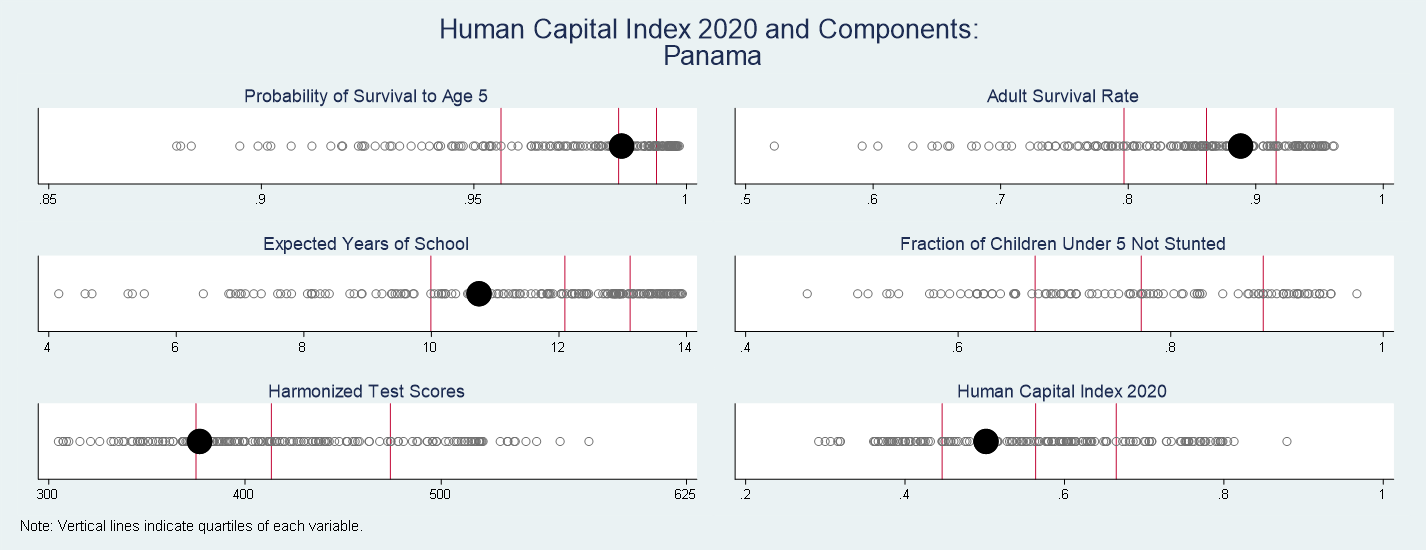 Human Capital Index 2020 and Components:
Panama
Probability of Survival to Age 5
.85 .9 .95 1
Adult Survival Rate
.5 .6 .7 .8 .9 1
Expected Years of School
4 6 8 10 12 14
Fraction of Children Under 5 Not Stunted
.4 .6 .8 1
Harmonized Test Scores
300 400 500 625
Human Capital Index 2020
.2 .4 .6 .8 1
Note: Vertical lines indicate quartiles of each variable.